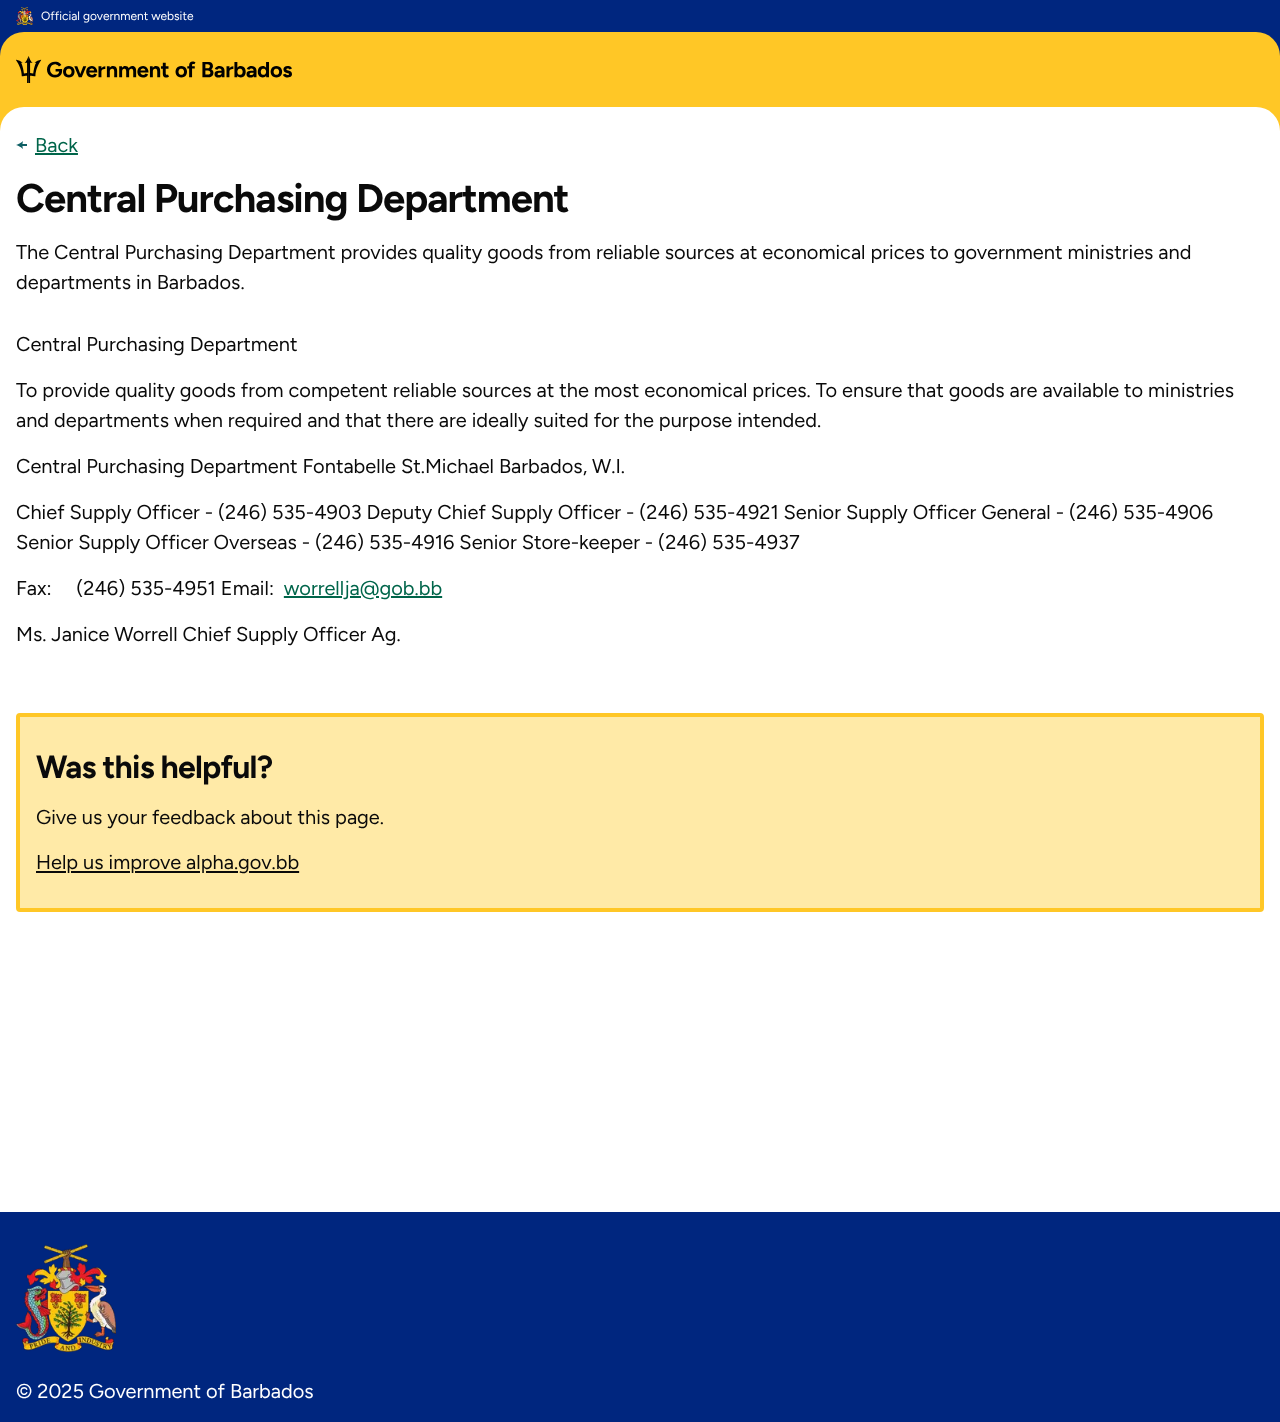 Official government website
Government of Barbados
Back
Central Purchasing Department
The Central Purchasing Department provides quality goods from reliable sources at economical prices to government ministries and
departments in Barbados.
Central Purchasing Department
To provide quality goods from competent reliable sources at the most economical prices. To ensure that goods are available to ministries
and departments when required and that there are ideally suited for the purpose intended.
Central Purchasing Department Fontabelle St.Michael Barbados, W.I.
Chief Supply Officer - (246) 535-4903 Deputy Chief Supply Officer - (246) 535-4921 Senior Supply Officer General - (246) 535-4906
Senior Supply Officer Overseas - (246) 535-4916 Senior Store-keeper - (246) 535-4937
Fax: (246) 535-4951 Email: worrellja@gob.bb
Ms. Janice Worrell Chief Supply Officer Ag.
Was this helpful?
Give us your feedback about this page.
Help us improve alpha.gov.bb
PRIDE AND INDUSTRY
© 2025 Government of Barbados